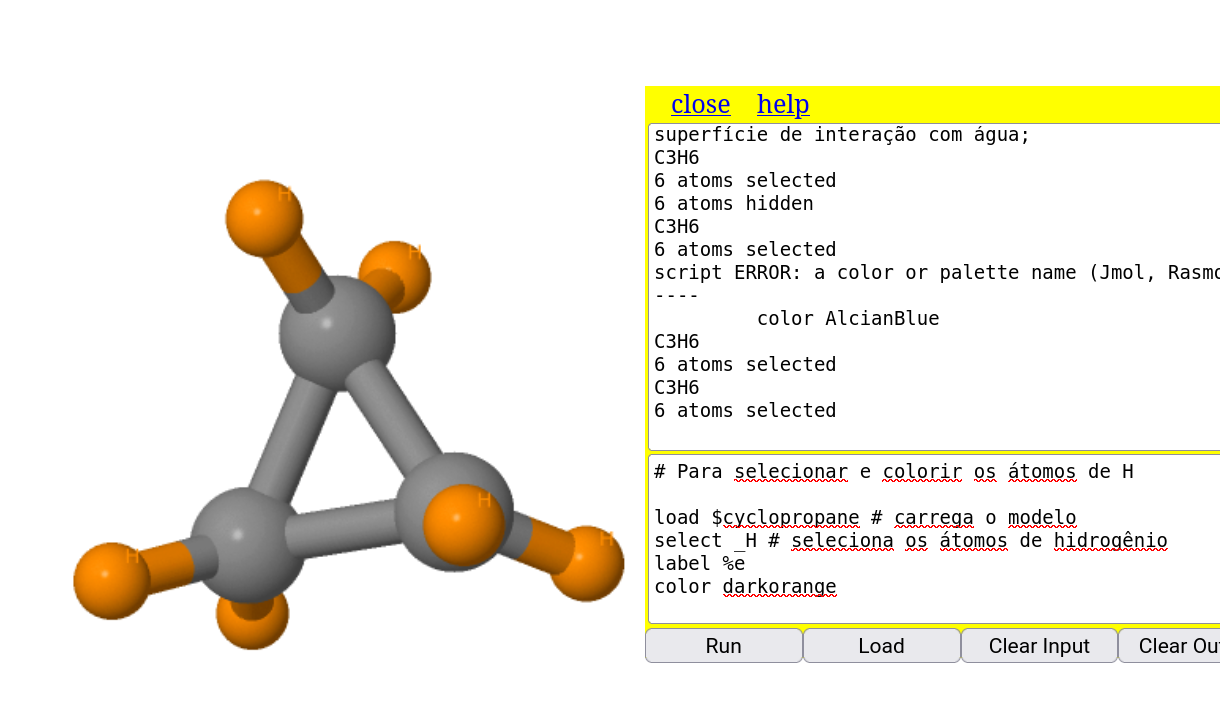 H
H
H
H
H
close help
superfície de interação com água;
C3H6
6 atoms selected
6 atoms hidden
C3H6
6 atoms selected
script ERROR: a color or palette name (Jmol, Rasmo
----
color AlcianBlue
C3H6
6 atoms selected
C3H6
6 atoms selected
# Para selecionar e colorir os átomos de H
load $cyclopropane # carrega o modelo
select _H # seleciona os átomos de hidrogênio
label %e
color darkorange
Run Load Clear Input Clear Out